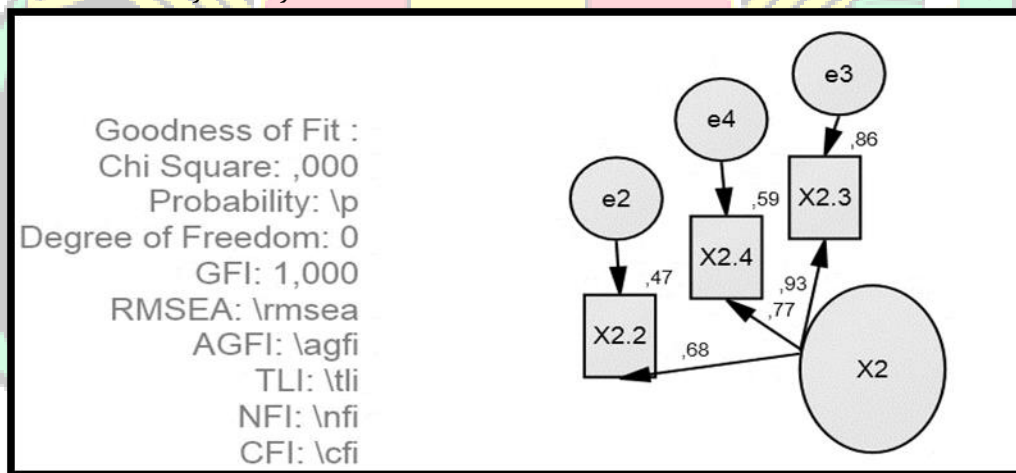 Goodness of Fit :
Chi Square: ,000
Probability: \p
Degree of Freedom: 0
GFI: 1,000
RMSEA: \rmsea
AGFI: \agfi
TLI: \tli
NFI: \nfi
CFI: \cfi
e3
,86
X2.3
e4
,59
X2.4
e2
,47
X2.2
,93
,77
,68
X2